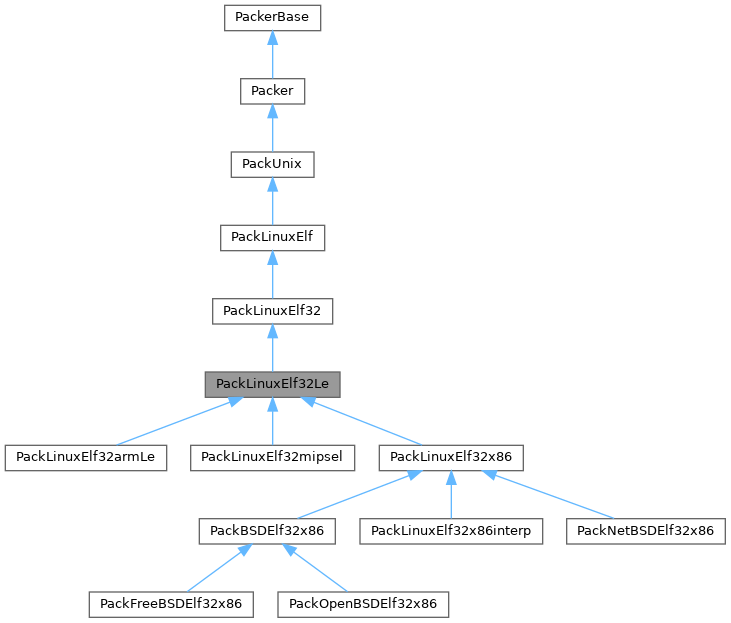 PackerBase
Packer
PackUnix
PackLinuxElf
PackLinuxElf32
PackLinuxElf32Le
PackLinuxElf32armLe
PackLinuxElf32mipsel
PackLinuxElf32x86
PackBSDElf32x86
PackLinuxElf32x86interp
PackNetBSDElf32x86
PackFreeBSDElf32x86
PackOpenBSDElf32x86